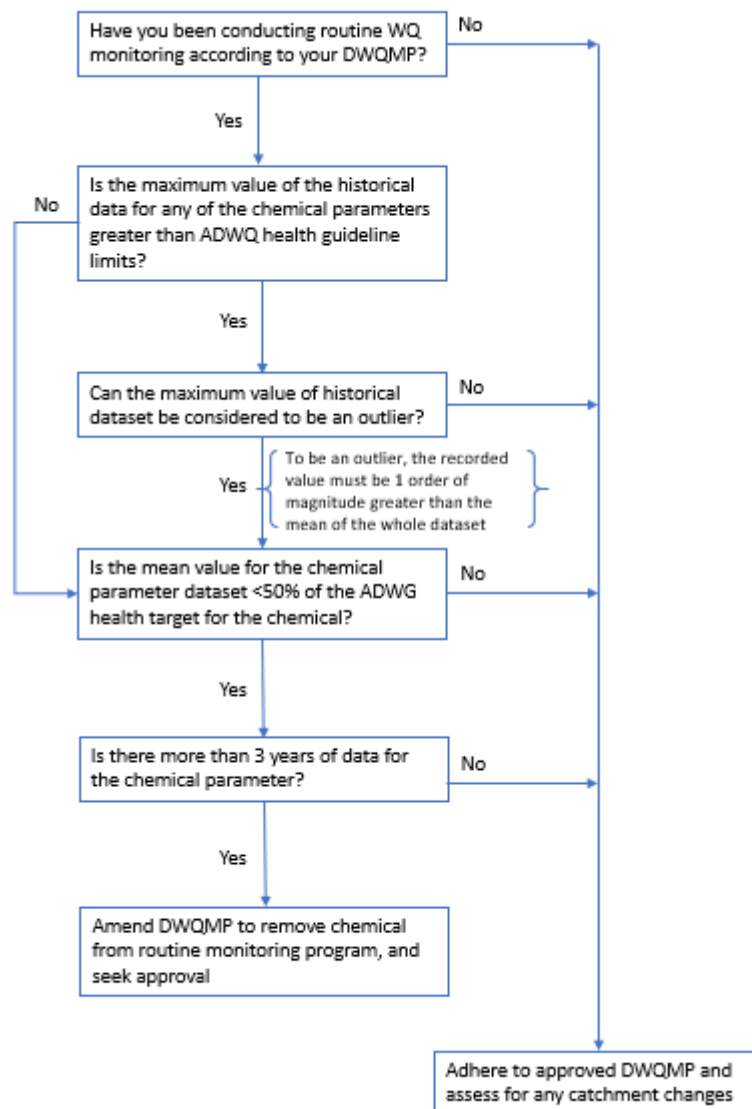 Have you been conducting routine WQ
monitoring according to your DWQMP?
No
Yes
Is the maximum value of the historical
data for any of the chemical parameters
greater than ADWQ health guideline
limits?
No
Yes
Can the maximum value of historical
dataset be considered to be an outlier?
No
Yes
To be an outlier, the recorded
value must be 1 order of
magnitude greater than the
mean of the whole dataset
Is the mean value for the chemical
parameter dataset <50% of the ADWG
health target for the chemical?
No
Yes
Is there more than 3 years of data for
the chemical parameter?
No
Yes
Amend DWQMP to remove chemical
from routine monitoring program, and
seek approval
Adhere to approved DWQMP and
assess for any catchment changes